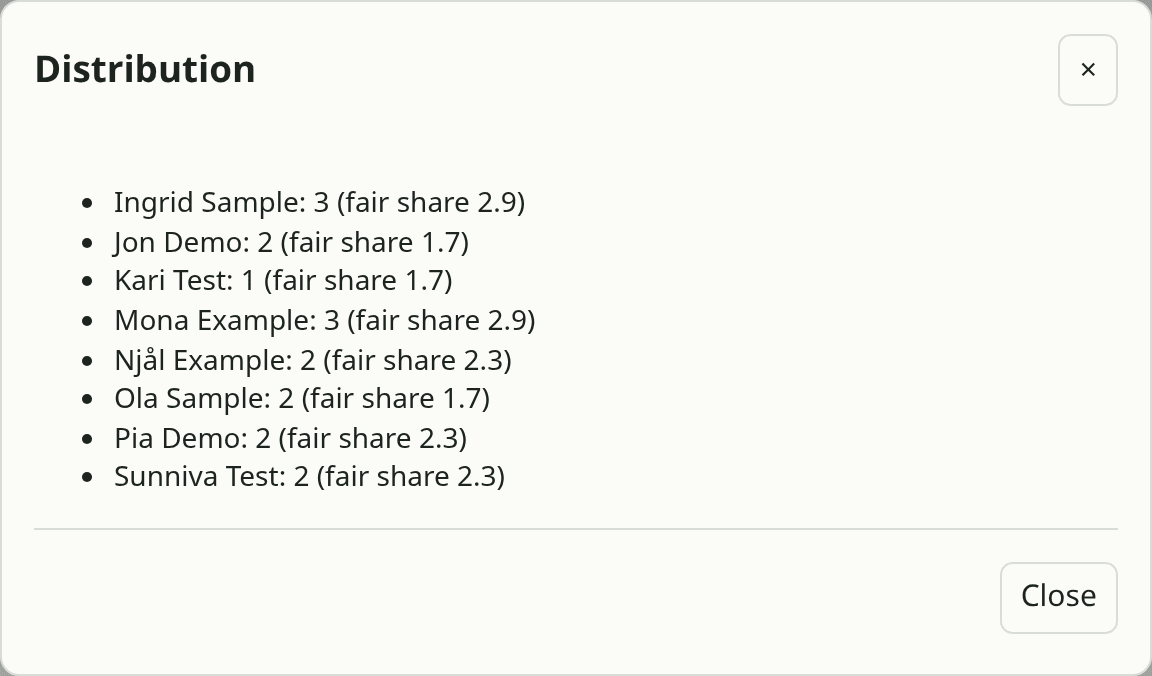 Distribution
×
Ingrid Sample: 3 (fair share 2.9)
Jon Demo: 2 (fair share 1.7)
Kari Test: 1 (fair share 1.7)
Mona Example: 3 (fair share 2.9)
Njål Example: 2 (fair share 2.3)
Ola Sample: 2 (fair share 1.7)
Pia Demo: 2 (fair share 2.3)
Sunniva Test: 2 (fair share 2.3)
Close